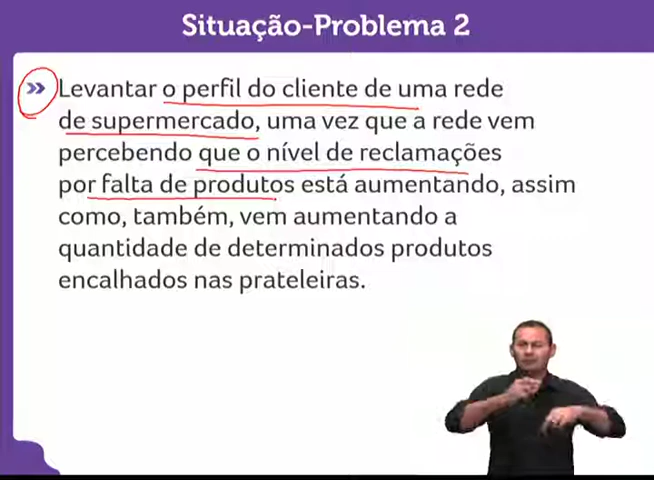 Situação-Problema 2
Levantar o perfil do cliente de uma rede
de supermercado, uma vez que a rede vem
percebendo que o nível de reclamações
por falta de produtos está aumentando, assim
como, também, vem aumentando a
quantidade de determinados produtos
encalhados nas prateleiras.